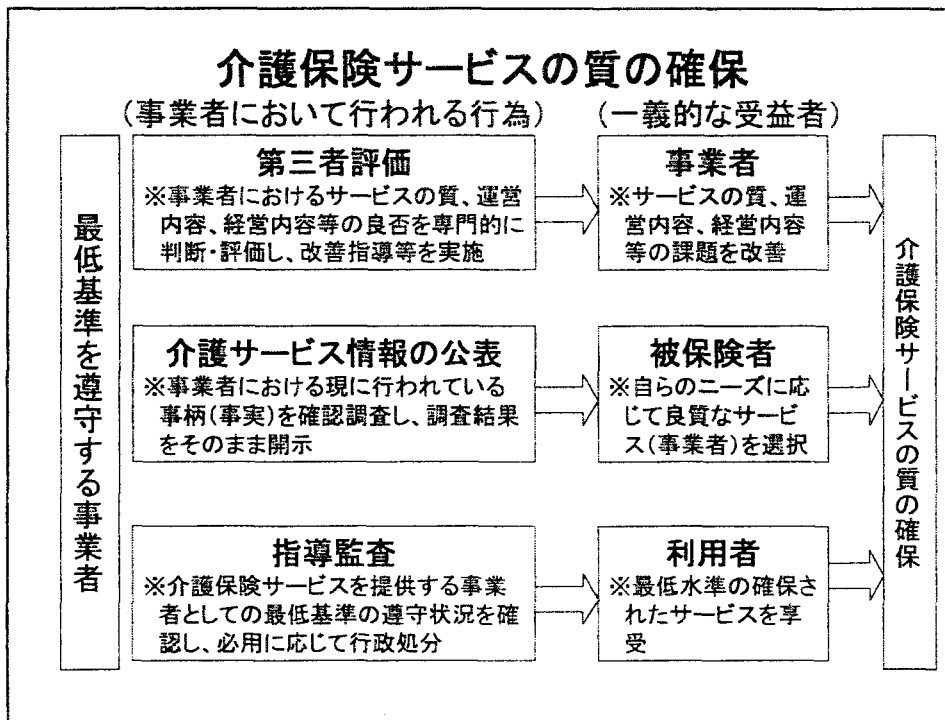 介護保険サービスの質の確保
(事業者において行われる行為)
(一義的な受益者)
最低基準を遵守する事業者
第三者評価
※事業者におけるサービスの質、運営
内容、経営内容等の良否を専門的に
判断・評価し、改善指導等を実施
事業者
※サービスの質、運
営内容、経営内容
等の課題を改善
介護サービス情報の公表
※事業者における現に行われている
事柄(事実)を確認調査し、調査結果
をそのまま開示
被保険者
※自らのニーズに応
じて良質なサービ
ス(事業者)を選択
指導監査
※介護保険サービスを提供する事業
者としての最低基準の遵守状況を確
認し、必用に応じて行政処分
利用者
※最低水準の確保され
たサービスを享
受
介護保険サービスの質の確保